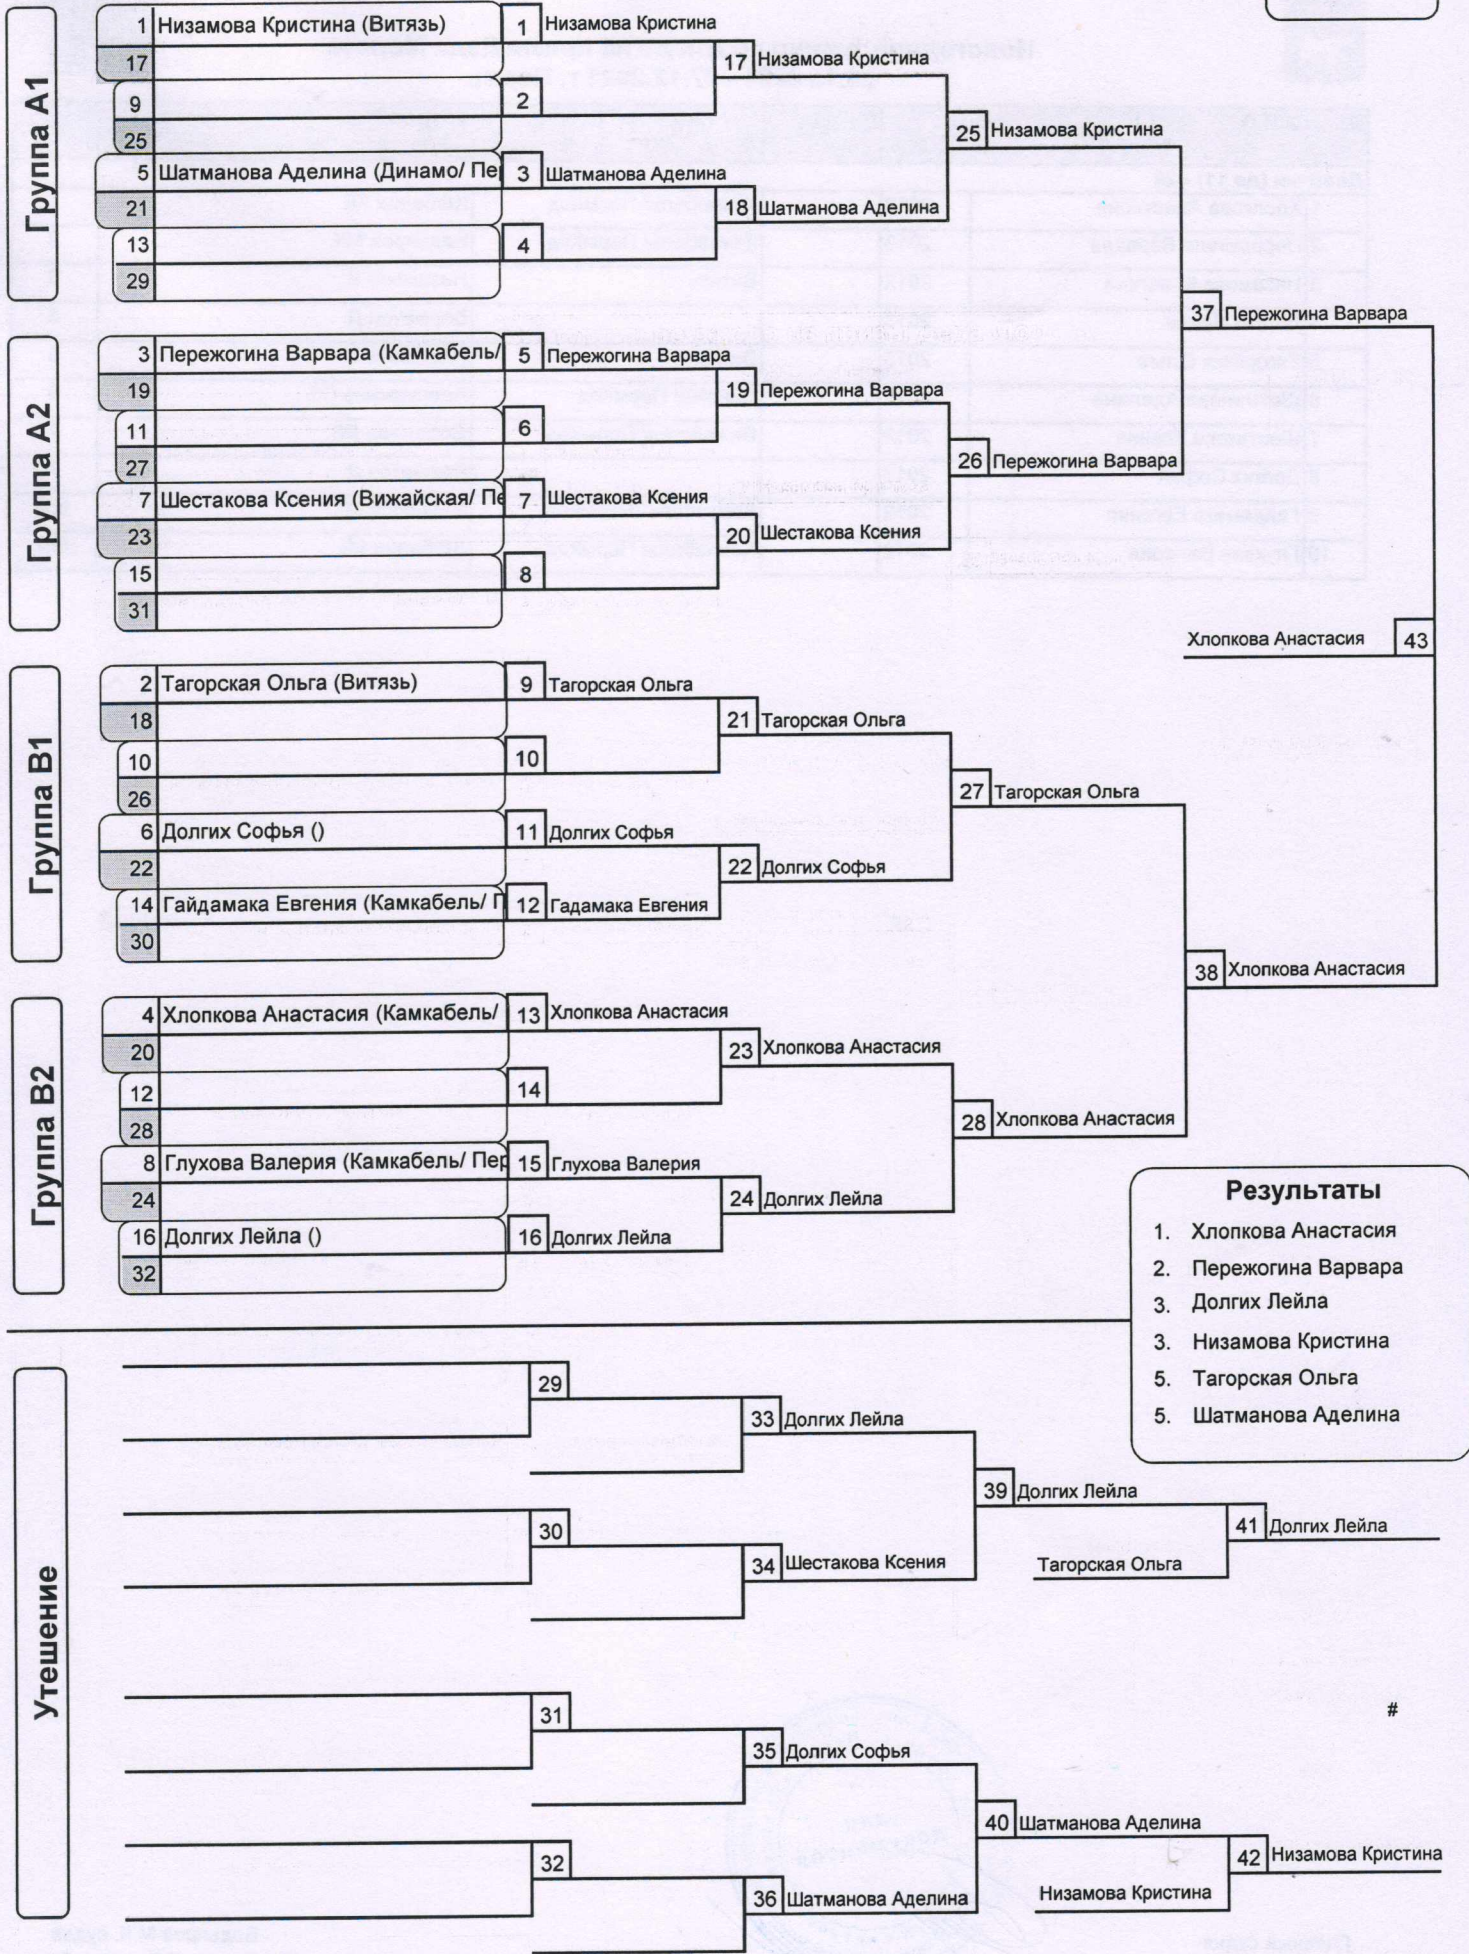 Группа A1
1 Низамова Кристина (Витязь)
17
9
25
5 Шатманова Аделина (Динамо/ Пер
21
13
29
1 Низамова Кристина
2
3 Шатманова Аделина
4
17 Низамова Кристина
18 Шатманова Аделина
25 Низамова Кристина
Группа A2
3 Пережогина Варвара (Камкабель/
19
11
27
7 Шестакова Ксения (Вижайская/ Пе
23
15
31
5 Пережогина Варвара
6
7 Шестакова Ксения
8
19 Пережогина Варвара
20 Шестакова Ксения
26 Пережогина Варвара
37 Пережогина Варвара
Хлопкова Анастасия 43
Группа B1
2 Тагорская Ольга (Витязь)
18
10
26
6 Долгих Софья ()
22
14 Гайдамака Евгения (Камкабель/ П
30
9 Тагорская Ольга
10
11 Долгих Софья
12 Гадамака Евгения
21 Тагорская Ольга
22 Долгих Софья
27 Тагорская Ольга
38 Хлопкова Анастасия
Группа B2
4 Хлопкова Анастасия (Камкабель/
20
12
28
8 Глухова Валерия (Камкабель/ Пер
24
16 Долгих Лейла ()
32
13 Хлопкова Анастасия
14
15 Глухова Валерия
16 Долгих Лейла
23 Хлопкова Анастасия
24 Долгих Лейла
28 Хлопкова Анастасия
Результаты
1. Хлопкова Анастасия
2. Пережогина Варвара
3. Долгих Лейла
3. Низамова Кристина
5. Тагорская Ольга
5. Шатманова Аделина
Утешение
29
30
31
32
33 Долгих Лейла
34 Шестакова Ксения
35 Долгих Софья
36 Шатманова Аделина
39 Долгих Лейла
Тагорская Ольга
41 Долгих Лейла
#
40 Шатманова Аделина
Низамова Кристина
42 Низамова Кристина